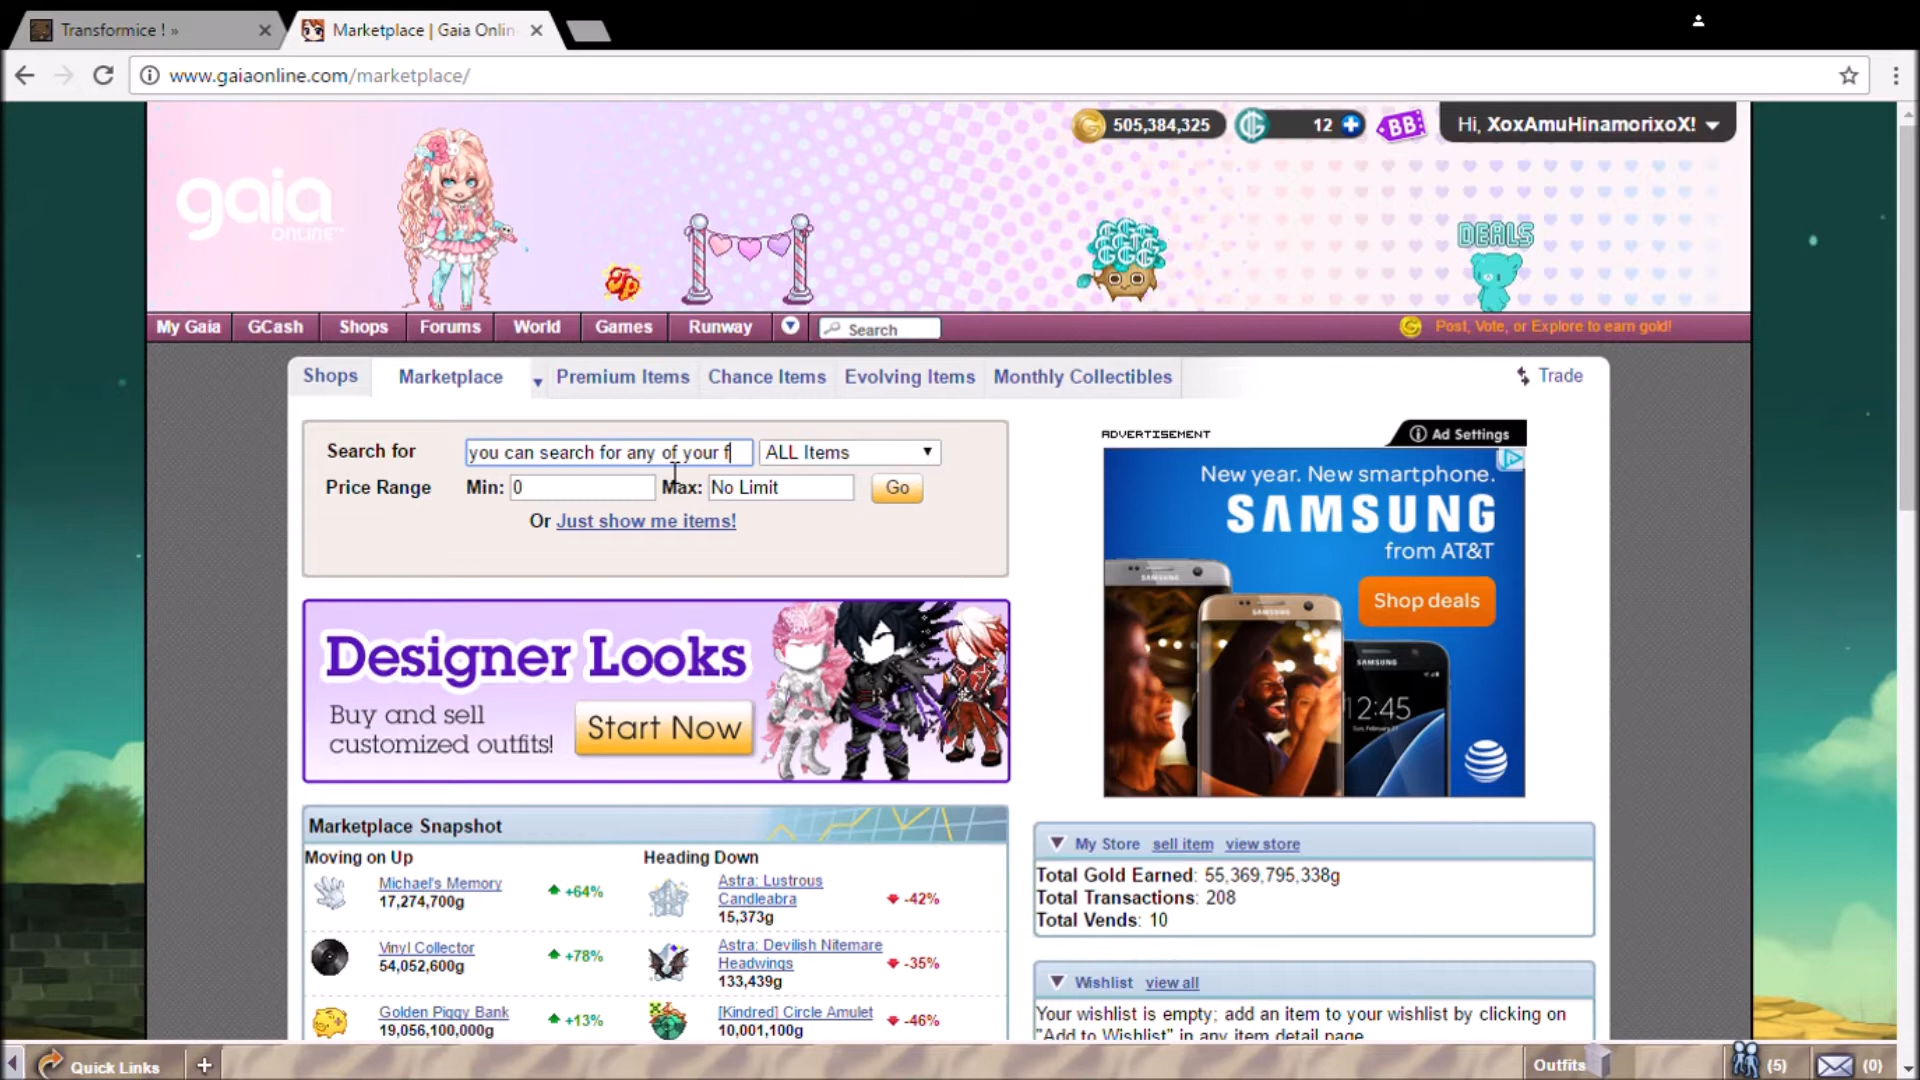 Transformice ! »
Marketplace | Gaia Onlin
www.gaiaonline.com/marketplace/
505,384,325
12
BB
Hi, XoxAmuHinamorixoX!
gaia
ONLINE™
DEALS
My Gaia GCash Shops Forums World Games Runway Search
Post, Vote, or Explore to earn gold!
Shops Marketplace Premium Items Chance Items Evolving Items Monthly Collectibles Trade
Search for you can search for any of your f ALL Items
Price Range Min: 0 Max: No Limit Go
Or Just show me items!
ADVERTISEMENT
Ad Settings
New year. New smartphone.
SAMSUNG
from AT&T
Shop deals
SAMSUNG
SAMSUNG
SAMSUNG
12:45
Designer Looks
Buy and sell
customized outfits!
Start Now
Marketplace Snapshot
Moving on Up Heading Down
Michael's Memory
17,274,700g
+64%
Astra: Lustrous
Candleabra
15,373g
-42%
Vinyl Collector
54,052,600g
+78%
Astra: Devilish Nitemare
Headwings
133,439g
-35%
Golden Piggy Bank
19,056,100,000g
+13%
[Kindred] Circle Amulet
10,001,100g
-46%
My Store sell item view store
Total Gold Earned: 55,369,795,338g
Total Transactions: 208
Total Vends: 10
Wishlist view all
Your wishlist is empty; add an item to your wishlist by clicking on
"Add to Wishlist" in any item detail page.
Quick Links
+
Outfits
(5)
(0)